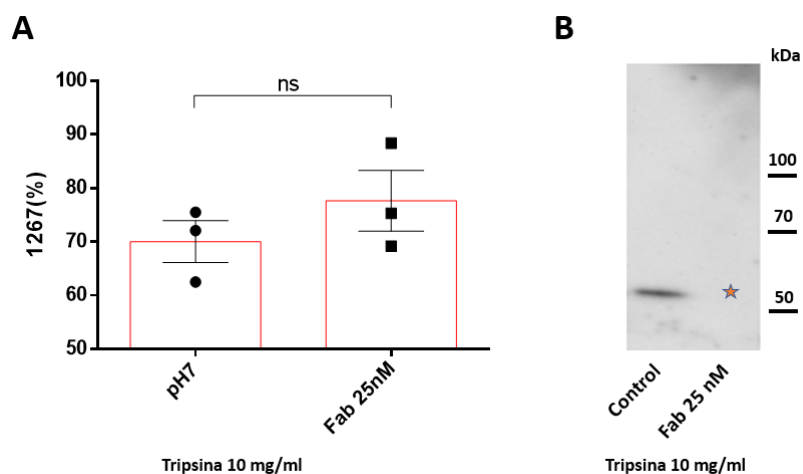 A
B
ns
100
90
80
70
60
50
1267(%)
pH7
Fab 25nM
Tripsina 10 mg/ml
kDa
100
70
50
Control
Fab 25 nM
Tripsina 10 mg/ml